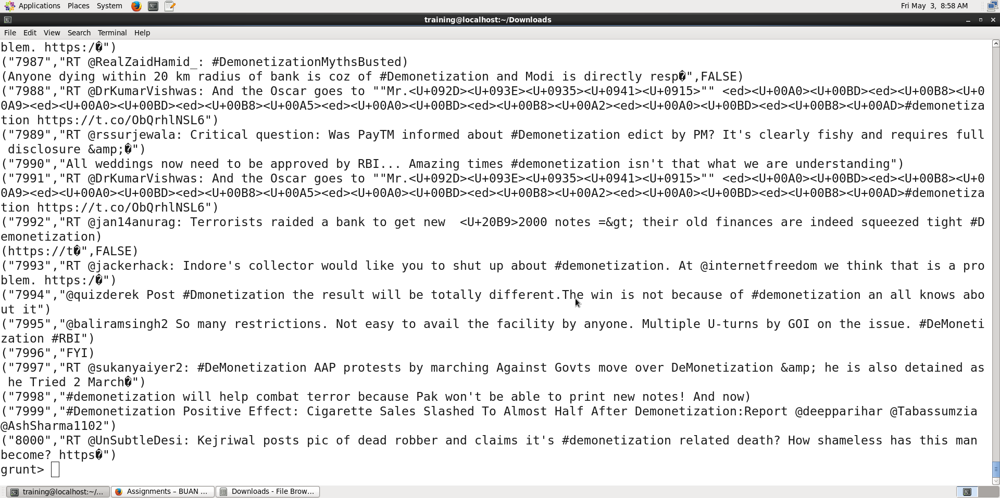 Applications Places System Fri May 3, 8:58 AM
training@localhost:~/Downloads
File Edit View Search Terminal Help
blem. https:/�")
("7987","RT @RealZaidHamid_: #DemonetizationMythsBusted)
(Anyone dying within 20 km radius of bank is coz of #Demonetization and Modi is directly resp�",FALSE)
("7988","RT @DrKumarVishwas: And the Oscar goes to ""Mr.<U+092D><U+093E><U+0935><U+0941><U+0915>"" <ed><U+00A0><U+00BD><ed><U+00B8><U+0
0A9><ed><U+00A0><U+00BD><ed><U+00B8><U+00A5><ed><U+00A0><U+00BD><ed><U+00B8><U+00A2><ed><U+00A0><U+00BD><ed><U+00B8><U+00AD>#demonetiza
tion https://t.co/ObQrhlNSL6")
("7989","RT @rssurjewala: Critical question: Was PayTM informed about #Demonetization edict by PM? It's clearly fishy and requires full
 disclosure &amp;�")
("7990","All weddings now need to be approved by RBI... Amazing times #demonetization isn't that what we are understanding")
("7991","RT @DrKumarVishwas: And the Oscar goes to ""Mr.<U+092D><U+093E><U+0935><U+0941><U+0915>"" <ed><U+00A0><U+00BD><ed><U+00B8><U+0
0A9><ed><U+00A0><U+00BD><ed><U+00B8><U+00A5><ed><U+00A0><U+00BD><ed><U+00B8><U+00A2><ed><U+00A0><U+00BD><ed><U+00B8><U+00AD>#demonetiza
tion https://t.co/ObQrhlNSL6")
("7992","RT @jan14anurag: Terrorists raided a bank to get new  <U+20B9>2000 notes =&gt; their old finances are indeed squeezed tight #D
emonetization)
(https://t�",FALSE)
("7993","RT @jackerhack: Indore's collector would like you to shut up about #demonetization. At @internetfreedom we think that is a pro
blem. https:/�")
("7994","@quizderek Post #Dmonetization the result will be totally different.The win is not because of #demonetization an all knows abo
ut it")
("7995","@baliramsingh2 So many restrictions. Not easy to avail the facility by anyone. Multiple U-turns by GOI on the issue. #DeMoneti
zation #RBI")
("7996","FYI)
("7997","RT @sukanyaiyer2: #DeMonetization AAP protests by marching Against Govts move over DeMonetization &amp; he is also detained as
 he Tried 2 March�")
("7998","#demonetization will help combat terror because Pak won't be able to print new notes! And now)
("7999","#Demonetization Positive Effect: Cigarette Sales Slashed To Almost Half After Demonetization:Report @deepparihar @Tabassumzia
@AshSharma1102")
("8000","RT @UnSubtleDesi: Kejriwal posts pic of dead robber and claims it's #demonetization related death? How shameless has this man
become? https�")
grunt>
training@localhost:~/... Assignments – BUAN ... Downloads - File Brow...